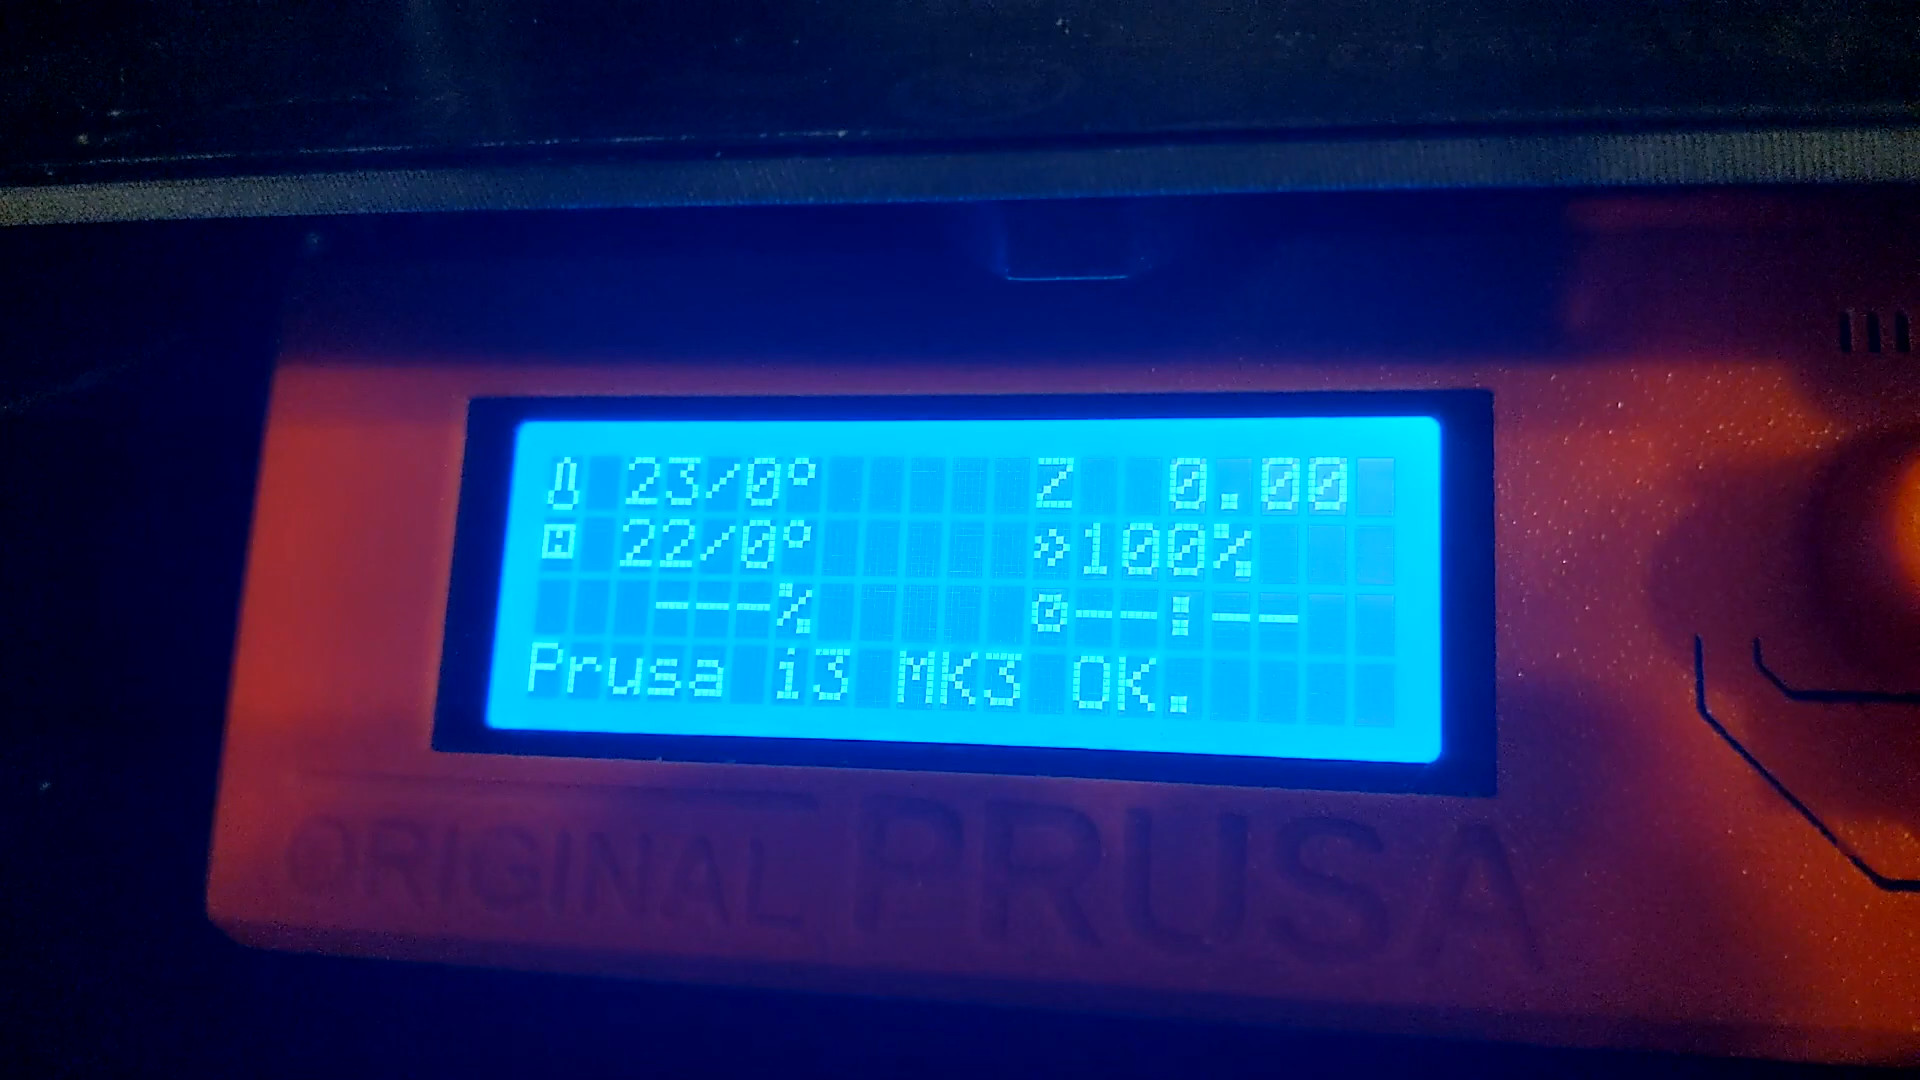 23/0° Z 0.00
22/0° »100%
---% --:--
Prusa i3 MK3 OK.
ORIGINAL PRUSA